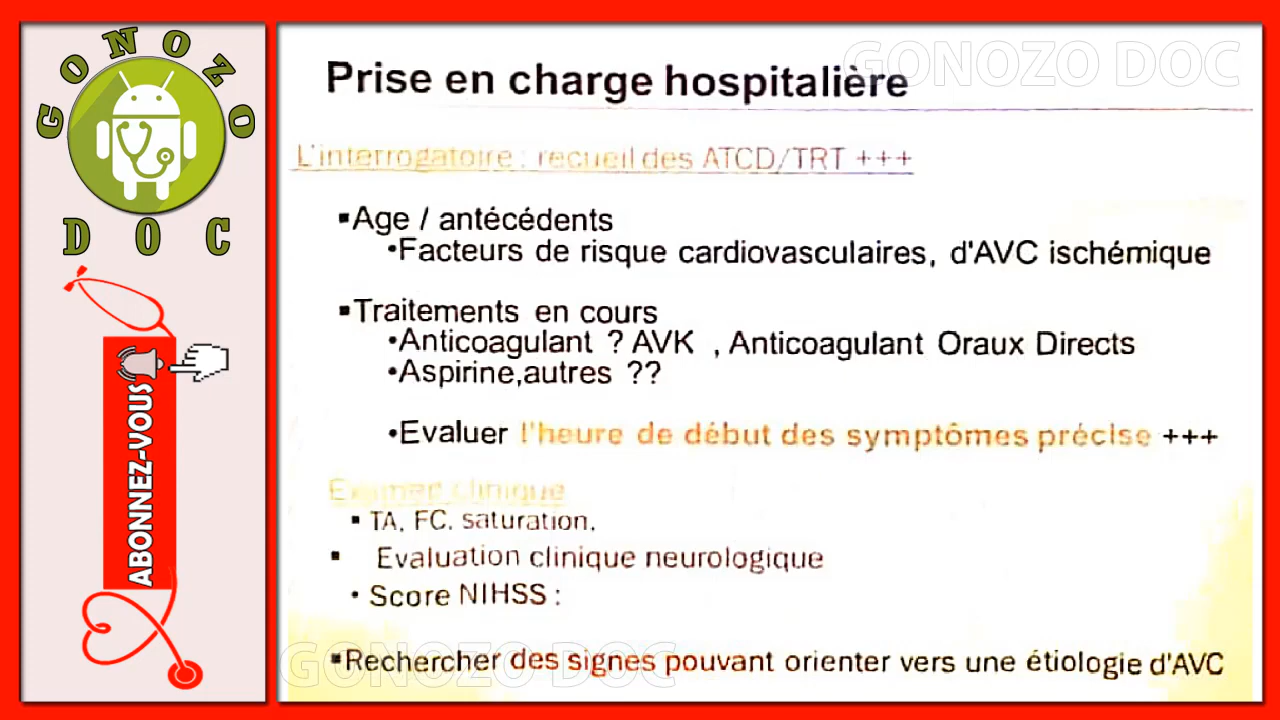 GONOZO
DOC
ABONNEZ-VOUS
GONOZO DOC
Prise en charge hospitalière
L'interrogatoire : recueil des ATCD/TRT +++
▪Age / antécédents
•Facteurs de risque cardiovasculaires, d'AVC ischémique
▪Traitements en cours
•Anticoagulant ? AVK , Anticoagulant Oraux Directs
•Aspirine,autres ??
•Evaluer l'heure de début des symptômes précise +++
Examen clinique
▪ TA, FC, saturation,
▪ Evaluation clinique neurologique
• Score NIHSS :
▪Rechercher des signes pouvant orienter vers une étiologie d'AVC
GONOZO DOC